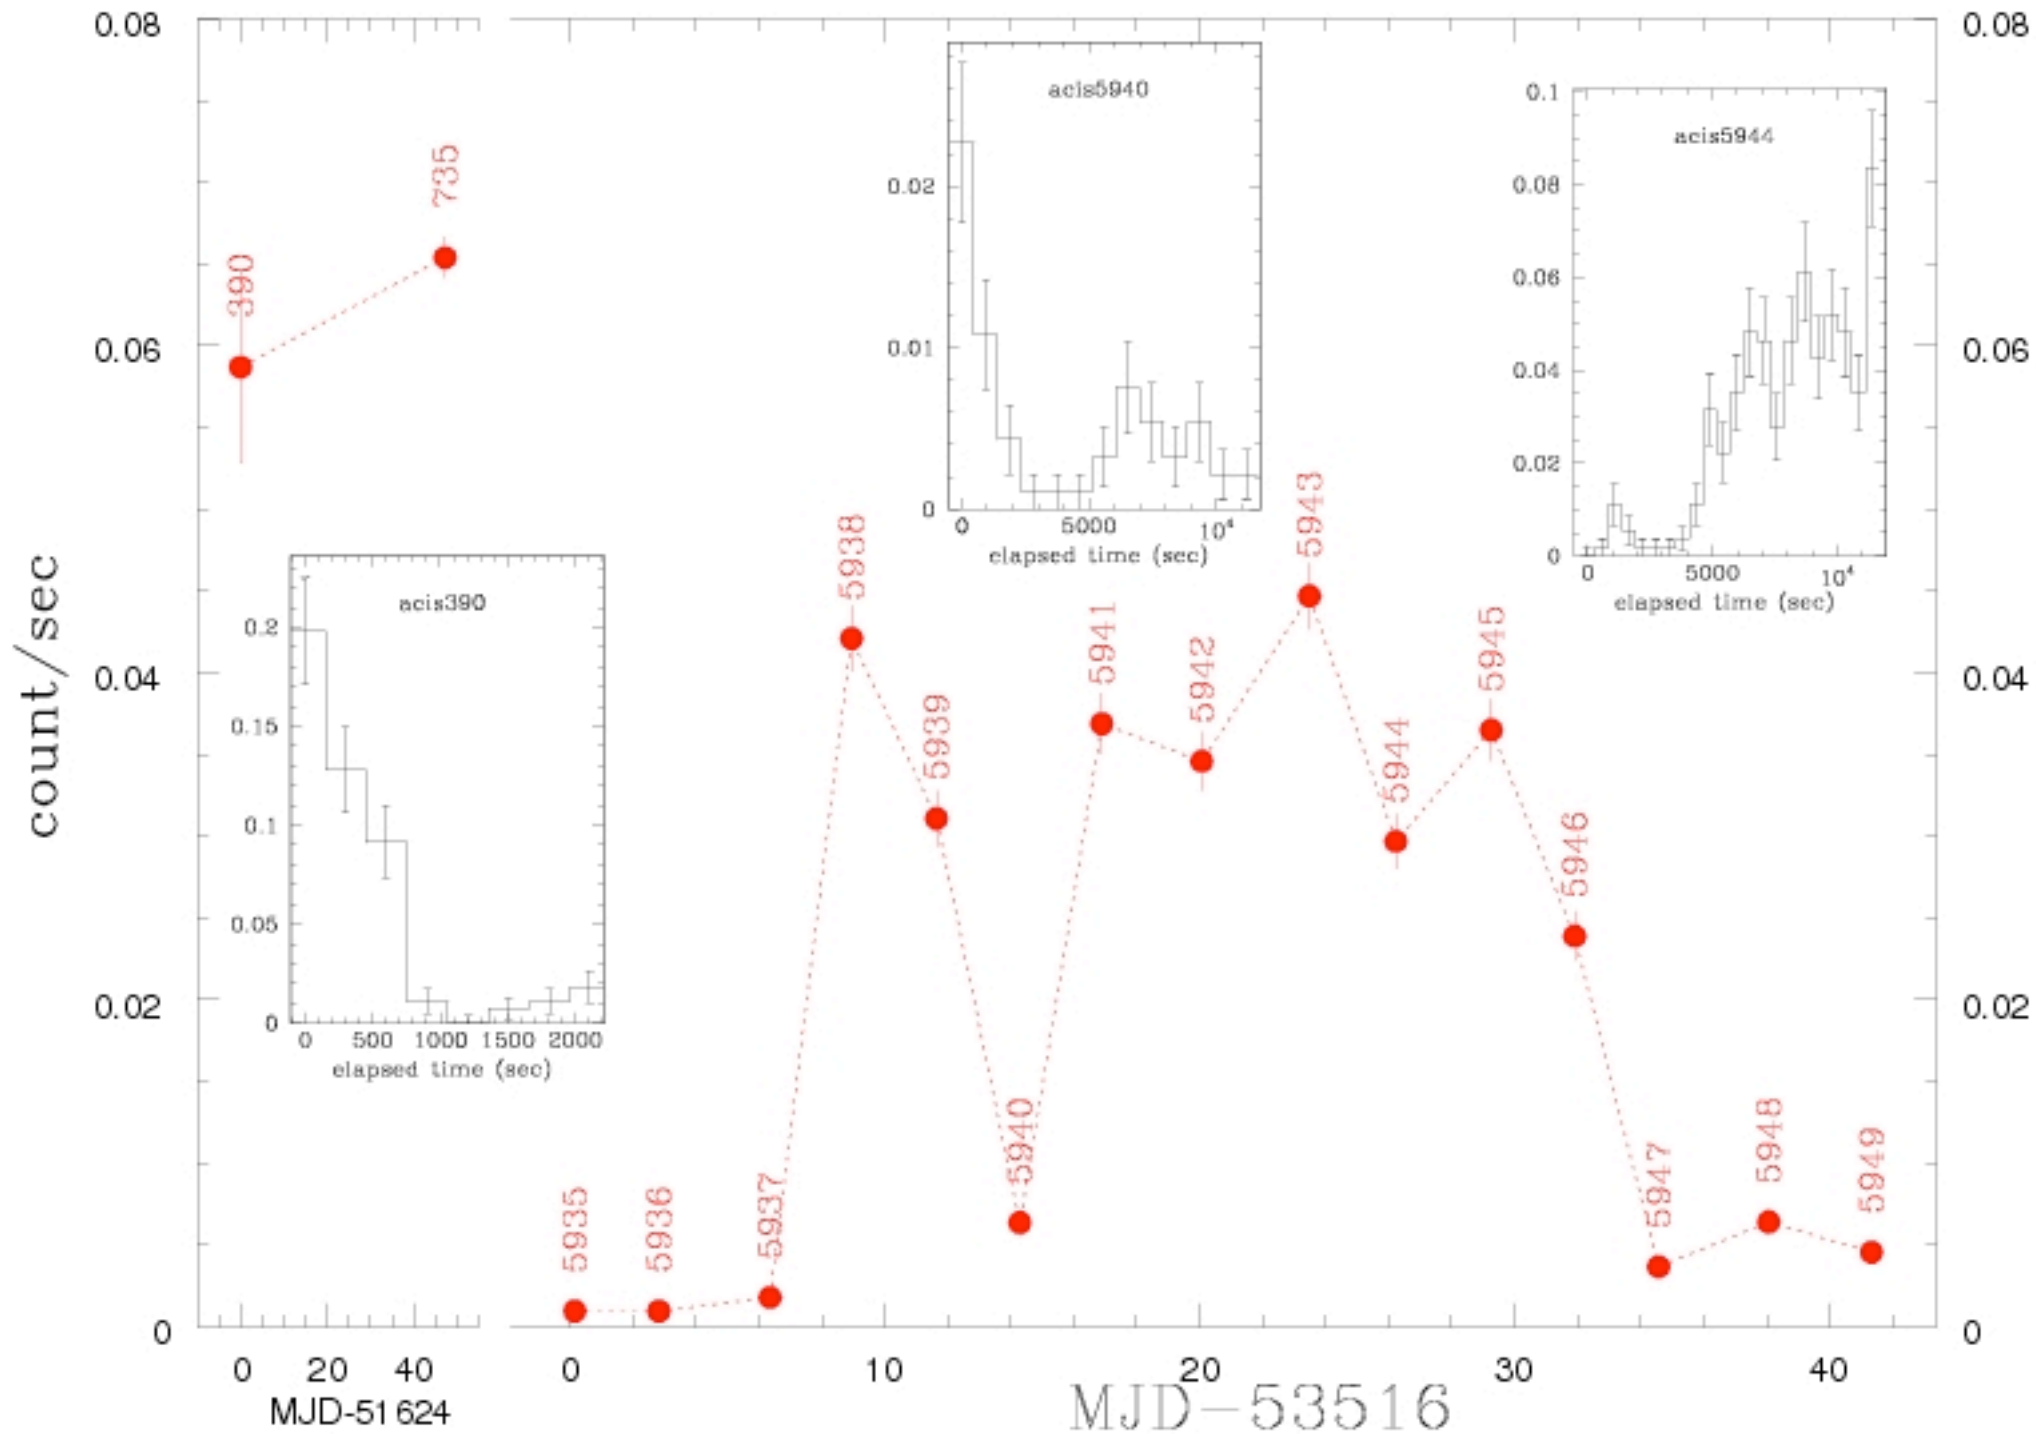 0.08
0.06
0.04
0.02
0
count/sec
390
735
acis390
0.2
0.15
0.1
0.05
0
0 500 1000 1500 2000
elapsed time (sec)
acis5940
0.02
0.01
0
0 5000 10⁴
elapsed time (sec)
acis5944
0.1
0.08
0.06
0.04
0.02
0
0 5000 10⁴
elapsed time (sec)
5935
5936
5937
5938
5939
5940
5941
5942
5943
5944
5945
5946
5947
5948
5949
0.08
0.06
0.04
0.02
0
0 20 40
MJD-51624
0 10 20 30 40
MJD-53516